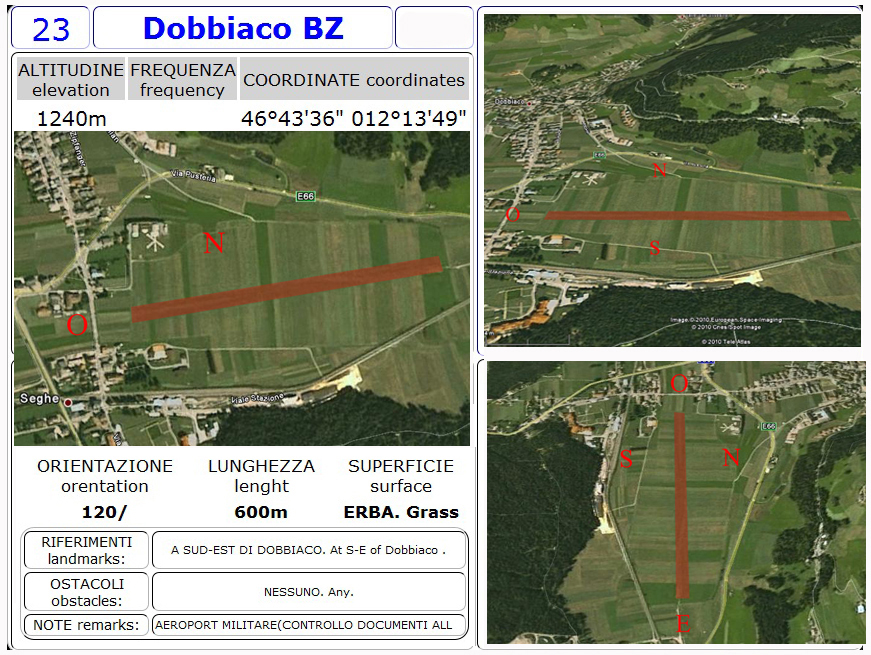 23
Dobbiaco BZ
ALTITUDINE
elevation
FREQUENZA
frequency
COORDINATE coordinates
1240m
46°43'36" 012°13'49"
Via Pusteria
E66
N
O
Seghe
Viale Stazione
ORIENTAZIONE
orentation
LUNGHEZZA
lenght
SUPERFICIE
surface
120/
600m
ERBA. Grass
RIFERIMENTI
landmarks:
A SUD-EST DI DOBBIACO. At S-E of Dobbiaco .
OSTACOLI
obstacles:
NESSUNO. Any.
NOTE remarks:
AEROPORT MILITARE(CONTROLLO DOCUMENTI ALL
Dobbiaco
E66
N
O
S
Image © 2010 European Space Imaging
© 2010 Cnes/Spot Image
© 2010 Tele Atlas
O
E66
S
N
E